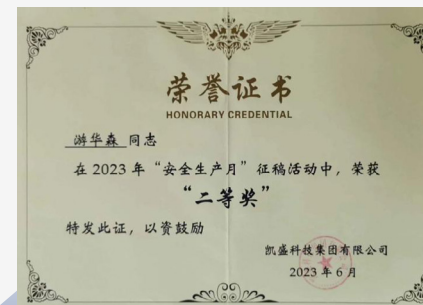 荣誉证书
HONORARY CREDENTIAL
游华森 同志
在 2023 年“安全生产月”征稿活动中，荣获
“二等奖”
特发此证，以资鼓励
凯盛科技集团有限公司
2023 年 6 月